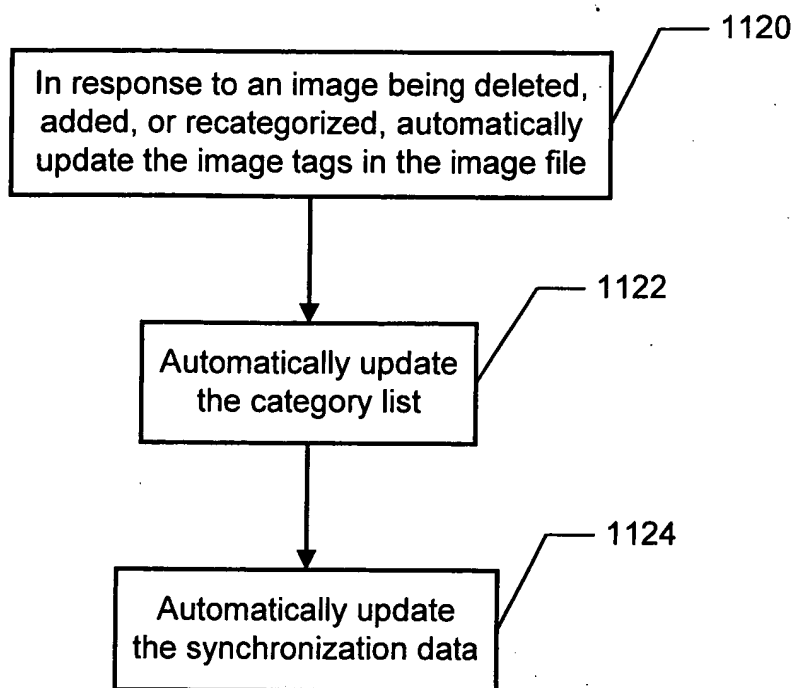 1120
In response to an image being deleted,
added, or recategorized, automatically
update the image tags in the image file
1122
Automatically update
the category list
1124
Automatically update
the synchronization data